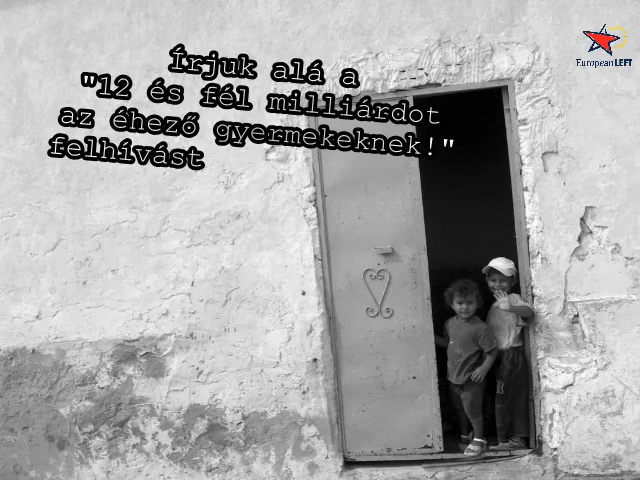 Írjuk alá a
"12 és fél milliárdot
az éhező gyermekeknek!"
felhívást
European LEFT